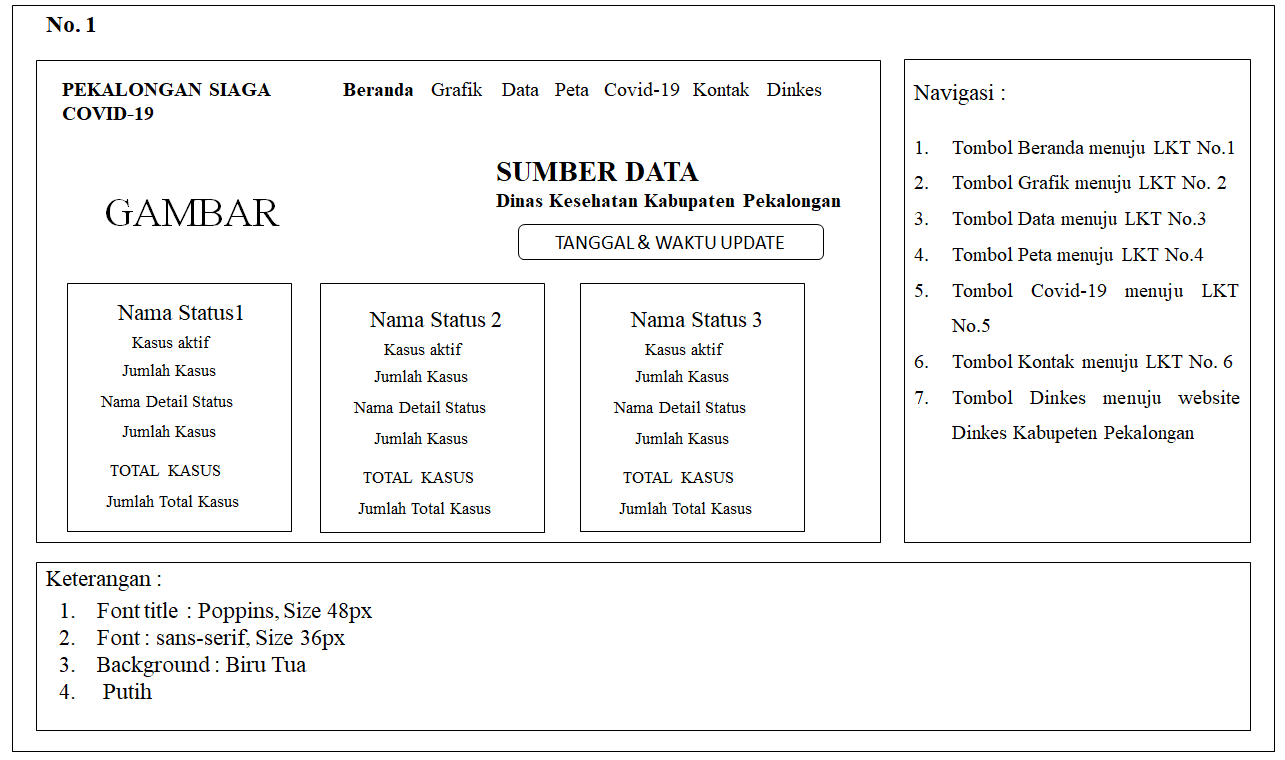 No. 1
PEKALONGAN SIAGA
COVID-19
Beranda Grafik Data Peta Covid-19 Kontak Dinkes
GAMBAR
SUMBER DATA
Dinas Kesehatan Kabupaten Pekalongan
TANGGAL & WAKTU UPDATE
Nama Status1
Kasus aktif
Jumlah Kasus
Nama Detail Status
Jumlah Kasus
TOTAL KASUS
Jumlah Total Kasus
Nama Status 2
Kasus aktif
Jumlah Kasus
Nama Detail Status
Jumlah Kasus
TOTAL KASUS
Jumlah Total Kasus
Nama Status 3
Kasus aktif
Jumlah Kasus
Nama Detail Status
Jumlah Kasus
TOTAL KASUS
Jumlah Total Kasus
Navigasi :
1. Tombol Beranda menuju LKT No.1
2. Tombol Grafik menuju LKT No. 2
3. Tombol Data menuju LKT No.3
4. Tombol Peta menuju LKT No.4
5. Tombol Covid-19 menuju LKT
No.5
6. Tombol Kontak menuju LKT No. 6
7. Tombol Dinkes menuju website
Dinkes Kabupeten Pekalongan
Keterangan :
1. Font title : Poppins, Size 48px
2. Font : sans-serif, Size 36px
3. Background : Biru Tua
4. Putih